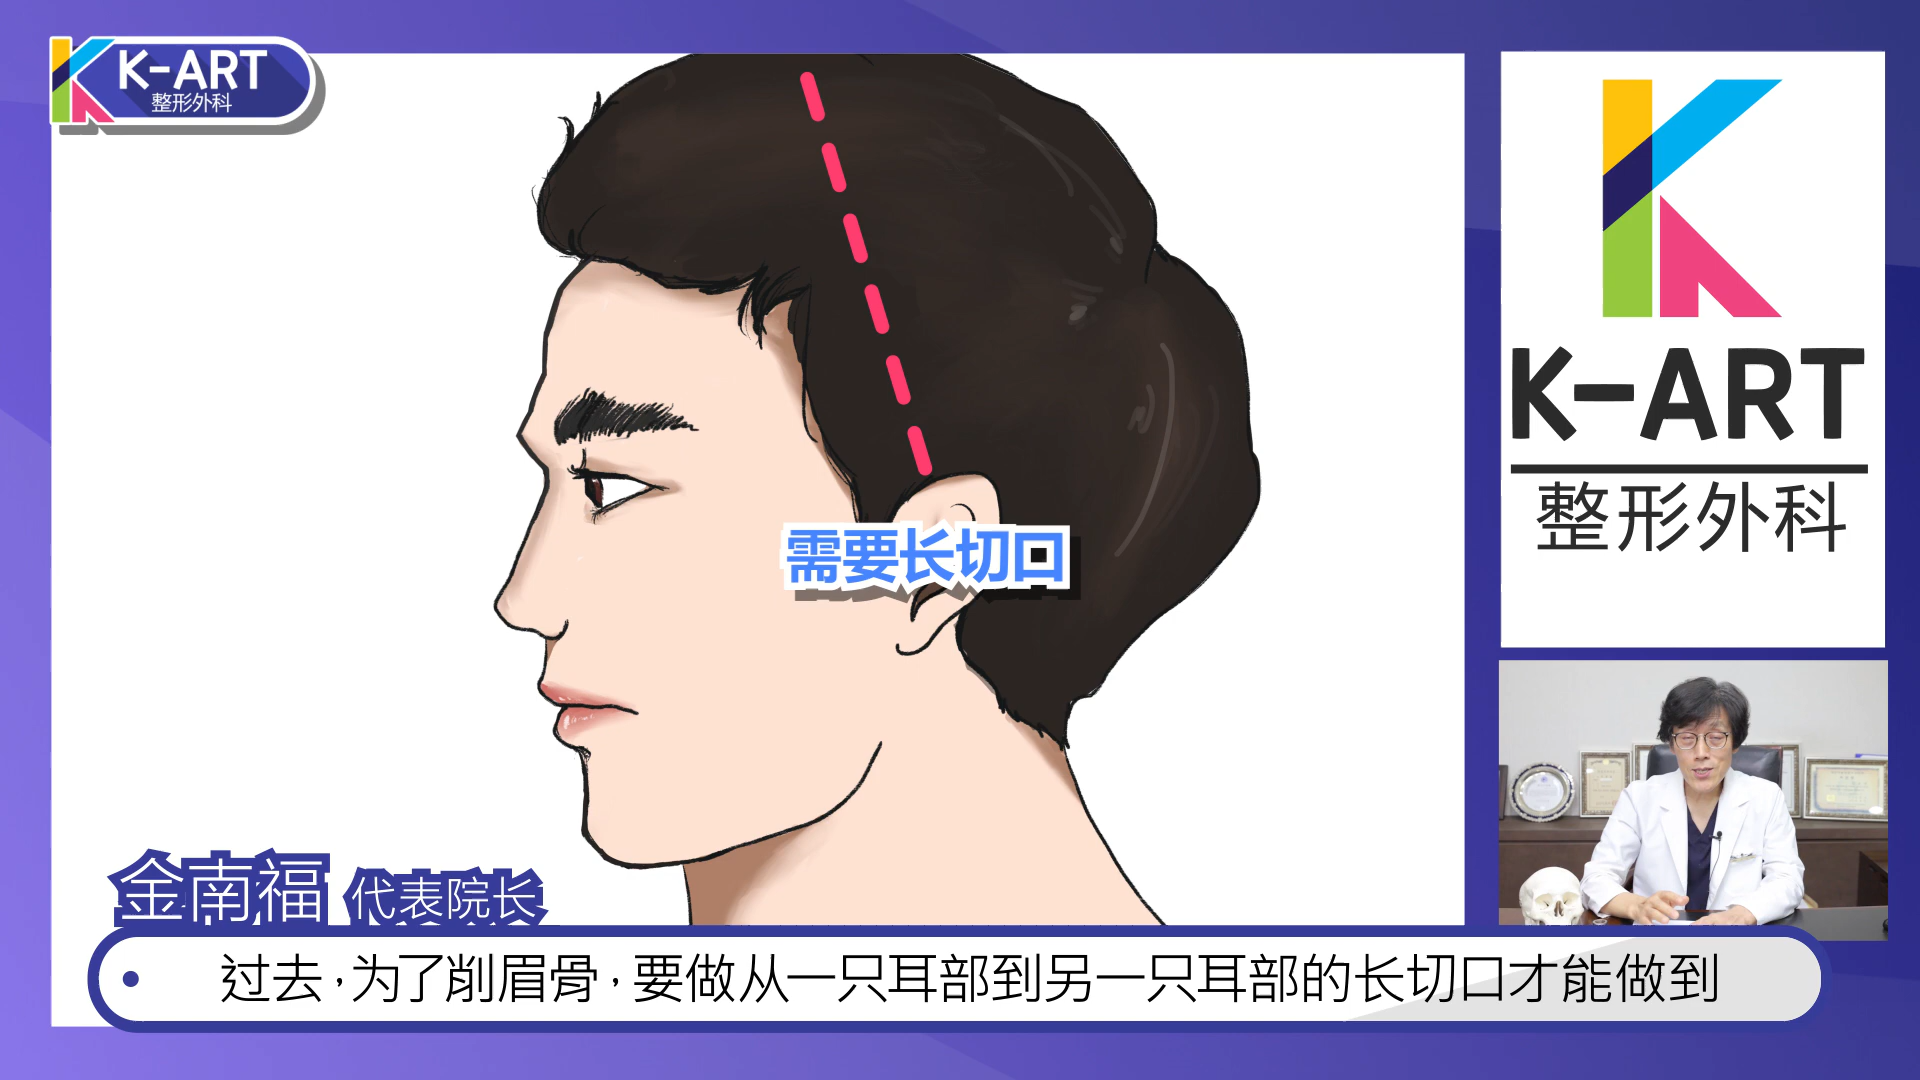 K-ART
整形外科
K-ART
整形外科
需要长切口
金南福 代表院长
过去，为了削眉骨，要做从一只耳部到另一只耳部的长切口才能做到